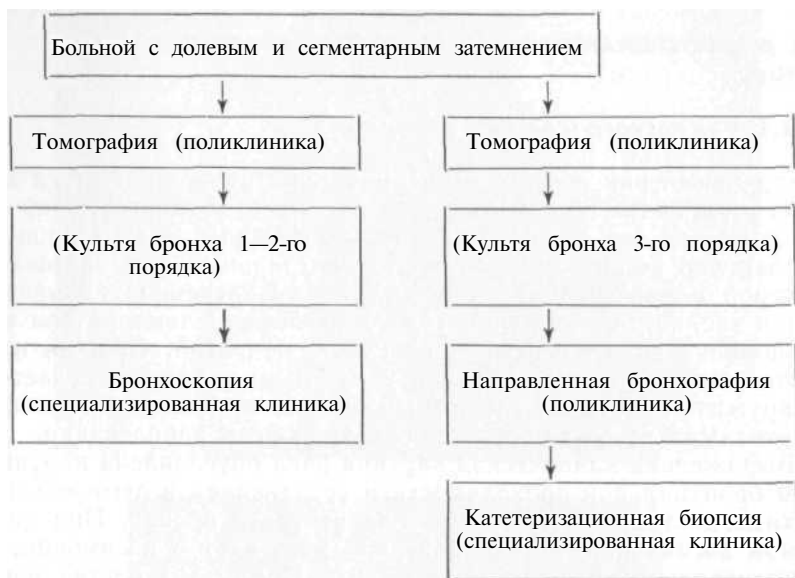 Больной с долевым и сегментарным затемнением
Томография (поликлиника)
Томография (поликлиника)
(Культя бронха 1—2-го
порядка)
(Культя бронха 3-го порядка)
Бронхоскопия
(специализированная клиника)
Направленная бронхография
(поликлиника)
Катетеризационная биопсия
(специализированная клиника)